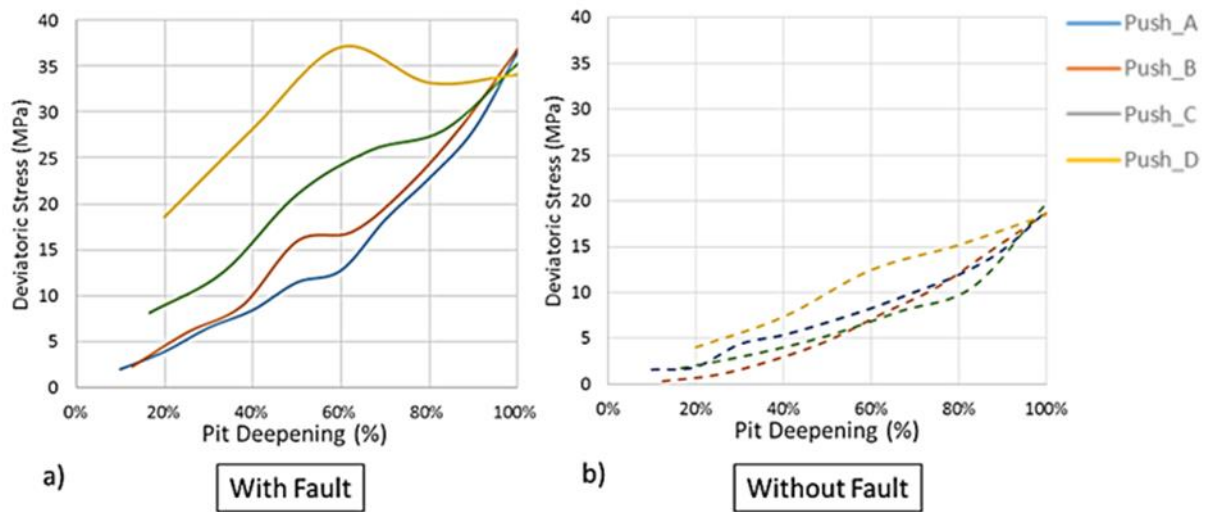 40
35
30
25
20
15
10
5
0
Deviatoric Stress (MPa)
0% 20% 40% 60% 80% 100%
Pit Deepening (%)
a)
With Fault
40
35
30
25
20
15
10
5
0
Deviatoric Stress (MPa)
0% 20% 40% 60% 80% 100%
Pit Deepening (%)
b)
Without Fault
Push_A
Push_B
Push_C
Push_D